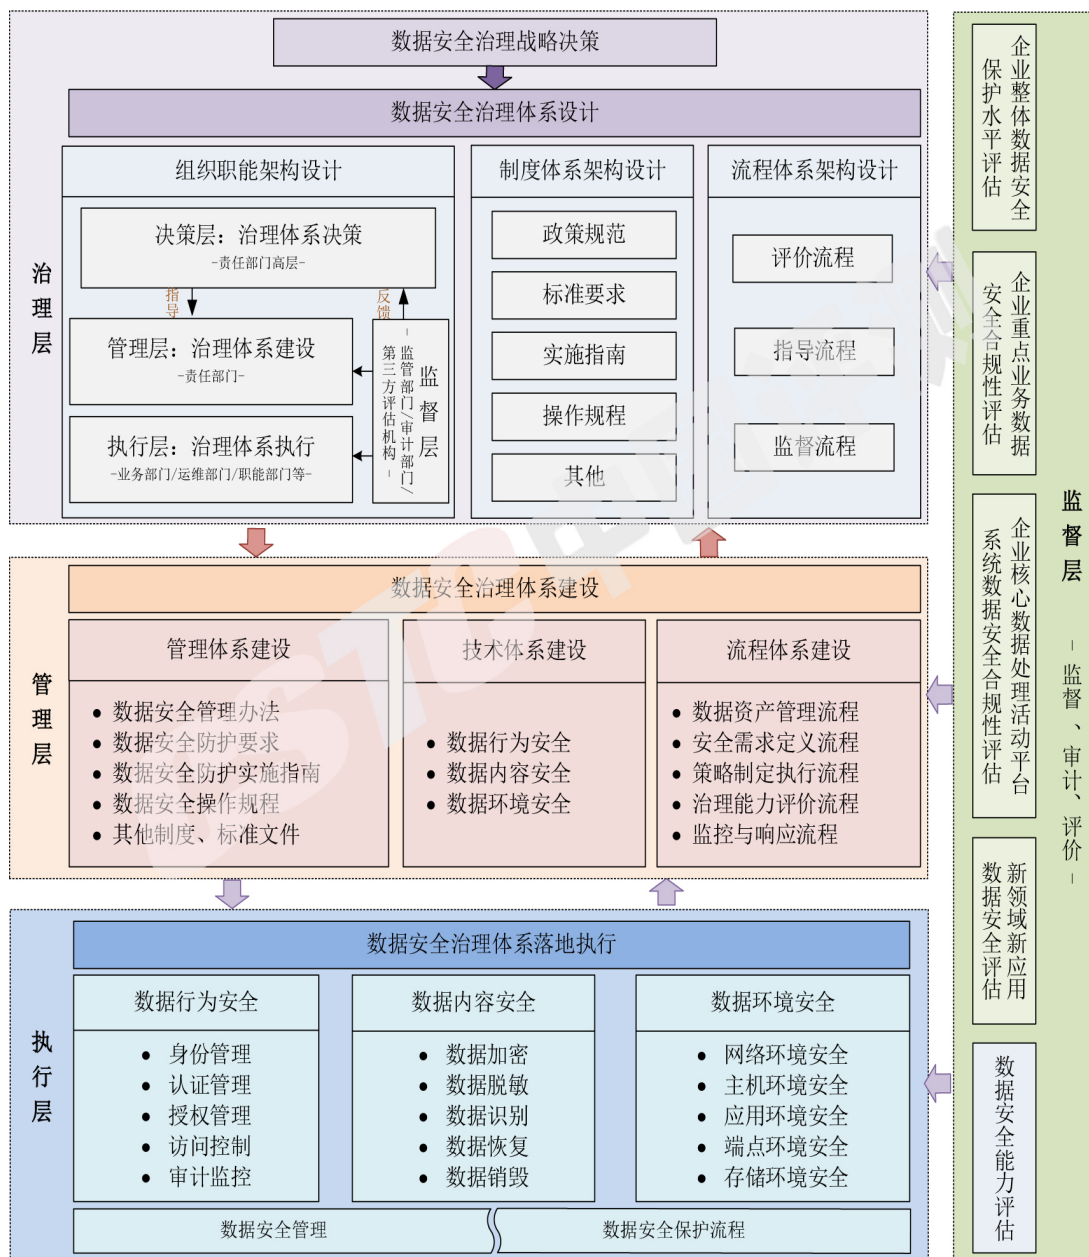 数据安全治理战略决策
数据安全治理体系设计
治理层
组织职能架构设计
决策层：治理体系决策
-责任部门高层-
指导
反馈
管理层：治理体系建设
-责任部门-
执行层：治理体系执行
-业务部门/运维部门/职能部门等-
监督层
-监管部门/审计部门/
第三方评估机构-
制度体系架构设计
政策规范
标准要求
实施指南
操作规程
其他
流程体系架构设计
评价流程
指导流程
监督流程
管理层
数据安全治理体系建设
管理体系建设
• 数据安全管理办法
• 数据安全防护要求
• 数据安全防护实施指南
• 数据安全操作规程
• 其他制度、标准文件
技术体系建设
• 数据行为安全
• 数据内容安全
• 数据环境安全
流程体系建设
• 数据资产管理流程
• 安全需求定义流程
• 策略制定执行流程
• 治理能力评价流程
• 监控与响应流程
执行层
数据安全治理体系落地执行
数据行为安全
• 身份管理
• 认证管理
• 授权管理
• 访问控制
• 审计监控
数据内容安全
• 数据加密
• 数据脱敏
• 数据识别
• 数据恢复
• 数据销毁
数据环境安全
• 网络环境安全
• 主机环境安全
• 应用环境安全
• 端点环境安全
• 存储环境安全
数据安全管理
数据安全保护流程
企业整体数据安全
保护水平评估
企业重点业务数据
安全合规性评估
企业核心数据处理活动平台
系统数据安全合规性评估
新领域新应用
数据安全评估
数据安全能力评估
监督层
-监督、审计、评价-
CSTC